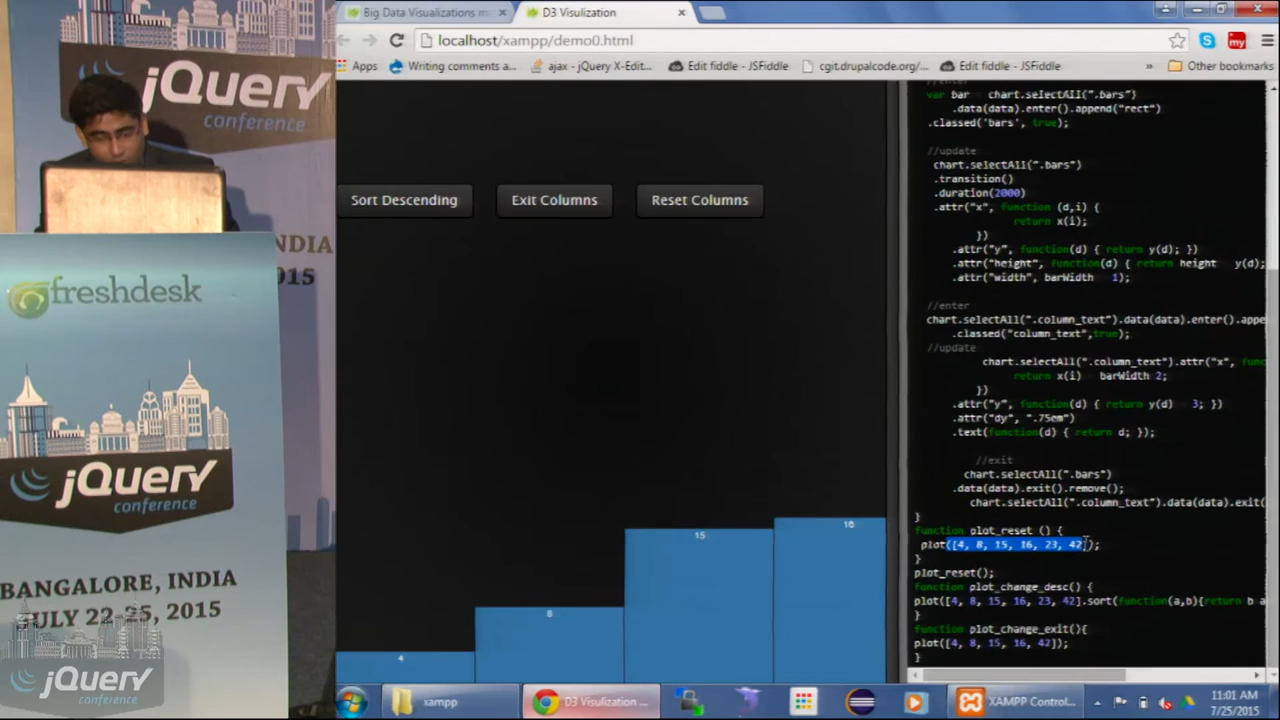 jQuery
conference
INDIA
2015
freshdesk
jQuery
conference
BANGALORE, INDIA
JULY 22-25, 2015
jQuery
conference
Big Data Visualizations m
D3 Visulization
localhost/xampp/demo0.html
Apps
Writing comments a...
ajax - jQuery X-Edit...
Edit fiddle - JSFiddle
cgit.drupalcode.org/
Edit fiddle - JSFiddle
»
Other bookmarks
my
Sort Descending
Exit Columns
Reset Columns
4
8
15
16
var bar chart.selectAll(".bars")
.data(data).enter().append("rect")
.classed('bars', true);
//update
chart.selectAll(".bars")
.transition()
.duration(2000)
.attr("x", function (d,i) {
return x(i);
})
.attr("y", function(d) { return y(d); })
.attr("height", function(d) { return height y(d);
.attr("width", barWidth 1);
//enter
chart.selectAll(".column_text").data(data).enter().appe
.classed("column_text",true);
//update
chart.selectAll(".column_text").attr("x", func
return x(i) barWidth 2;
})
.attr("y", function(d) { return y(d) 3; })
.attr("dy", ".75em")
.text(function(d) { return d; });
//exit
chart.selectAll(".bars")
.data(data).exit().remove();
chart.selectAll(".column_text").data(data).exit(
}
function plot_reset () {
plot([4, 8, 15, 16, 23, 42]);
}
plot_reset();
function plot_change_desc() {
plot([4, 8, 15, 16, 23, 42].sort(function(a,b){return b a
}
function plot_change_exit(){
plot([4, 8, 15, 16, 42]);
}
xampp
D3 Visulization ...
XAMPP Control...
11:01 AM
7/25/2015